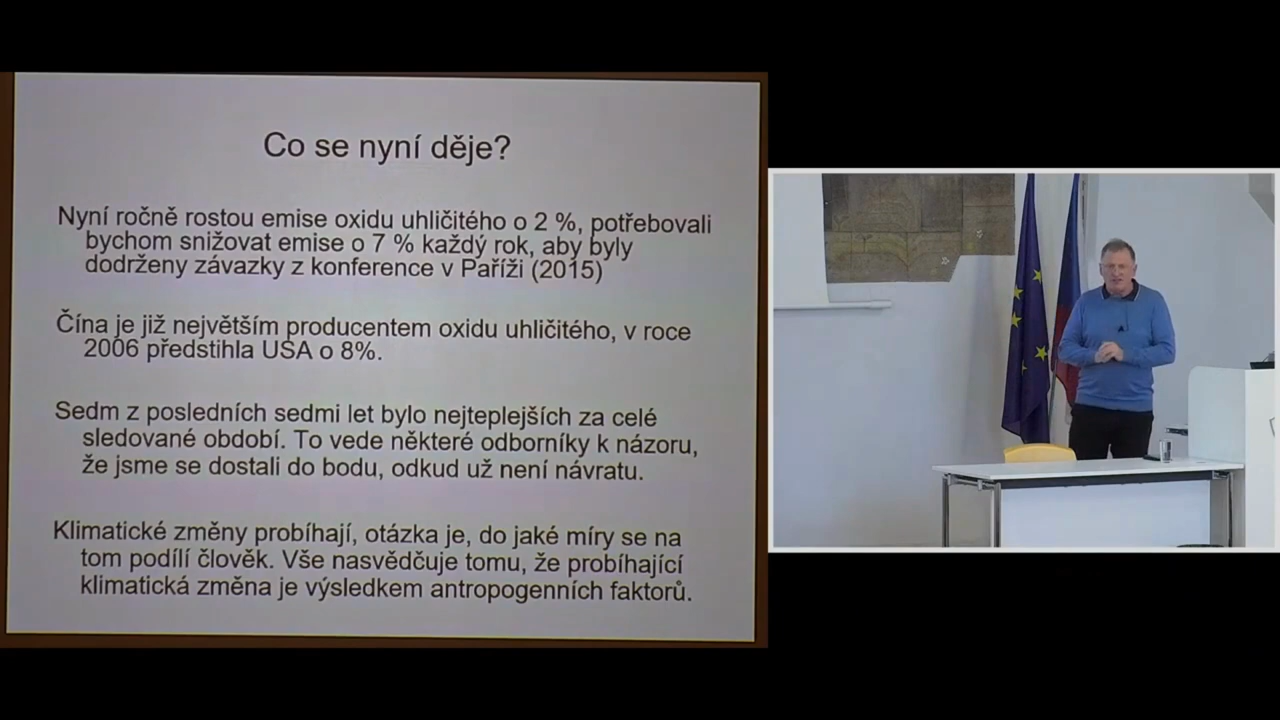 Co se nyní děje?
Nyní ročně rostou emise oxidu uhličitého o 2 %, potřebovali
bychom snižovat emise o 7 % každý rok, aby byly
dodrženy závazky z konference v Paříži (2015)
Čína je již největším producentem oxidu uhličitého, v roce
2006 předstihla USA o 8%.
Sedm z posledních sedmi let bylo nejteplejších za celé
sledované období. To vede některé odborníky k názoru,
že jsme se dostali do bodu, odkud už není návratu.
Klimatické změny probíhají, otázka je, do jaké míry se na
tom podílí člověk. Vše nasvědčuje tomu, že probíhající
klimatická změna je výsledkem antropogenních faktorů.